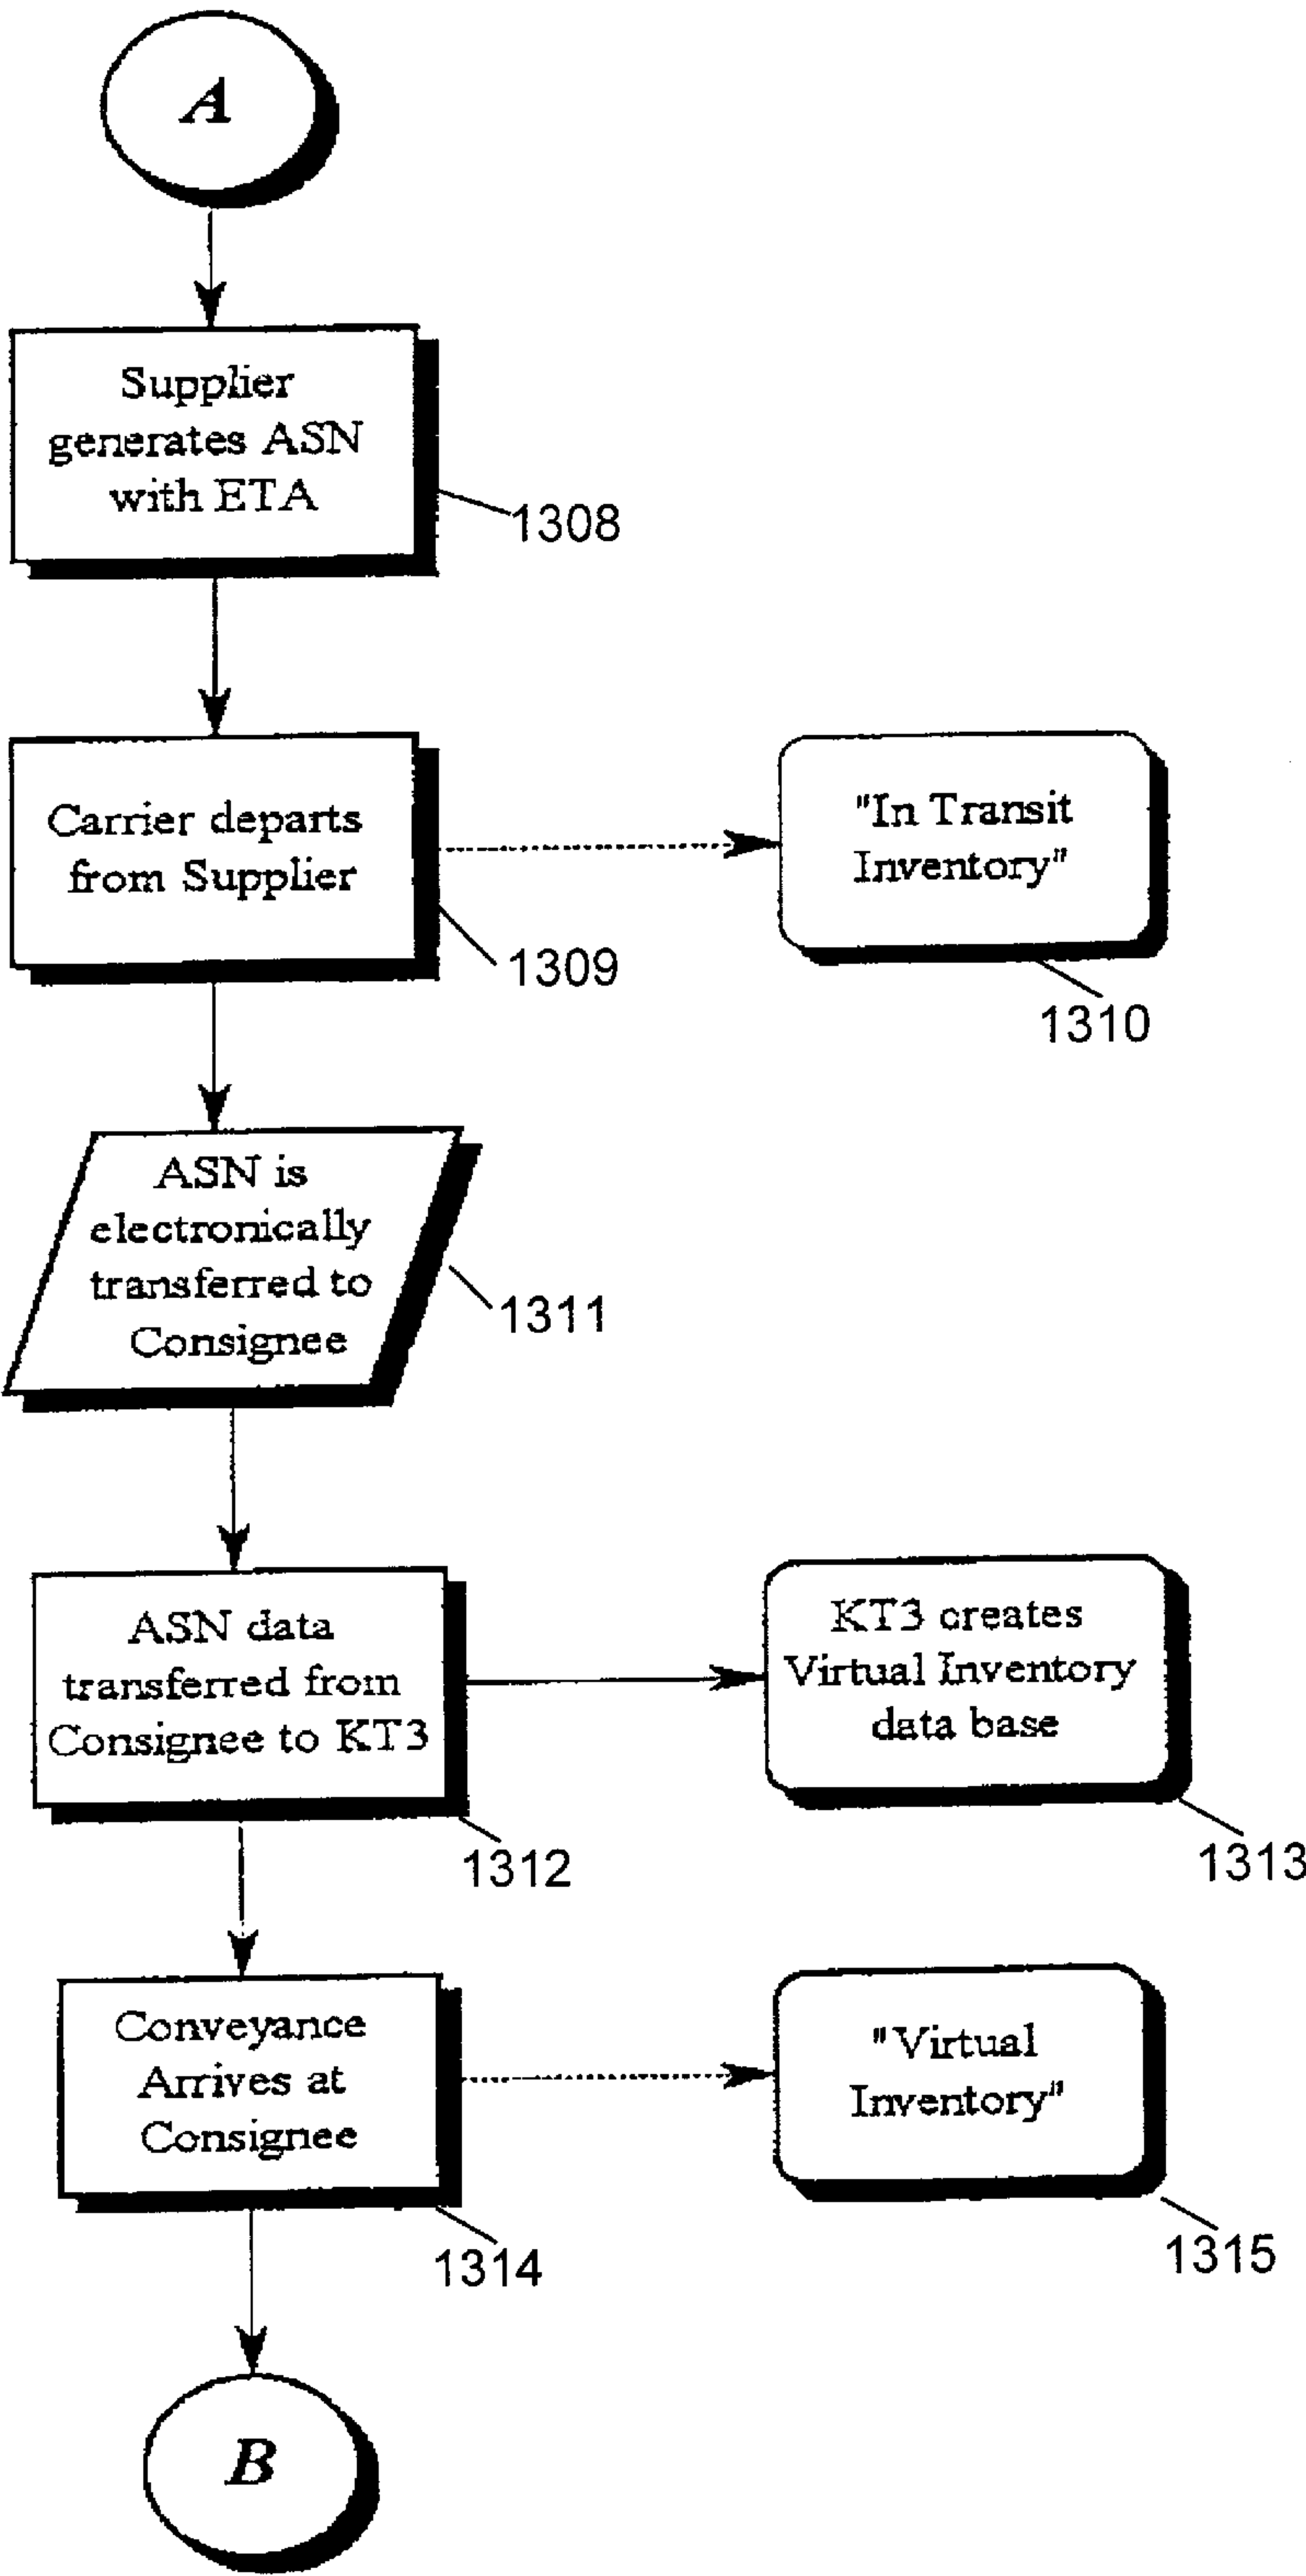 A
Supplier
generates ASN
with ETA
1308
Carrier departs
from Supplier
1309
"In Transit
Inventory"
1310
ASN is
electronically
transferred to
Consignee
1311
ASN data
transferred from
Consignee to KT3
1312
KT3 creates
Virtual Inventory
data base
1313
Conveyance
Arrives at
Consignee
1314
"Virtual
Inventory"
1315
B